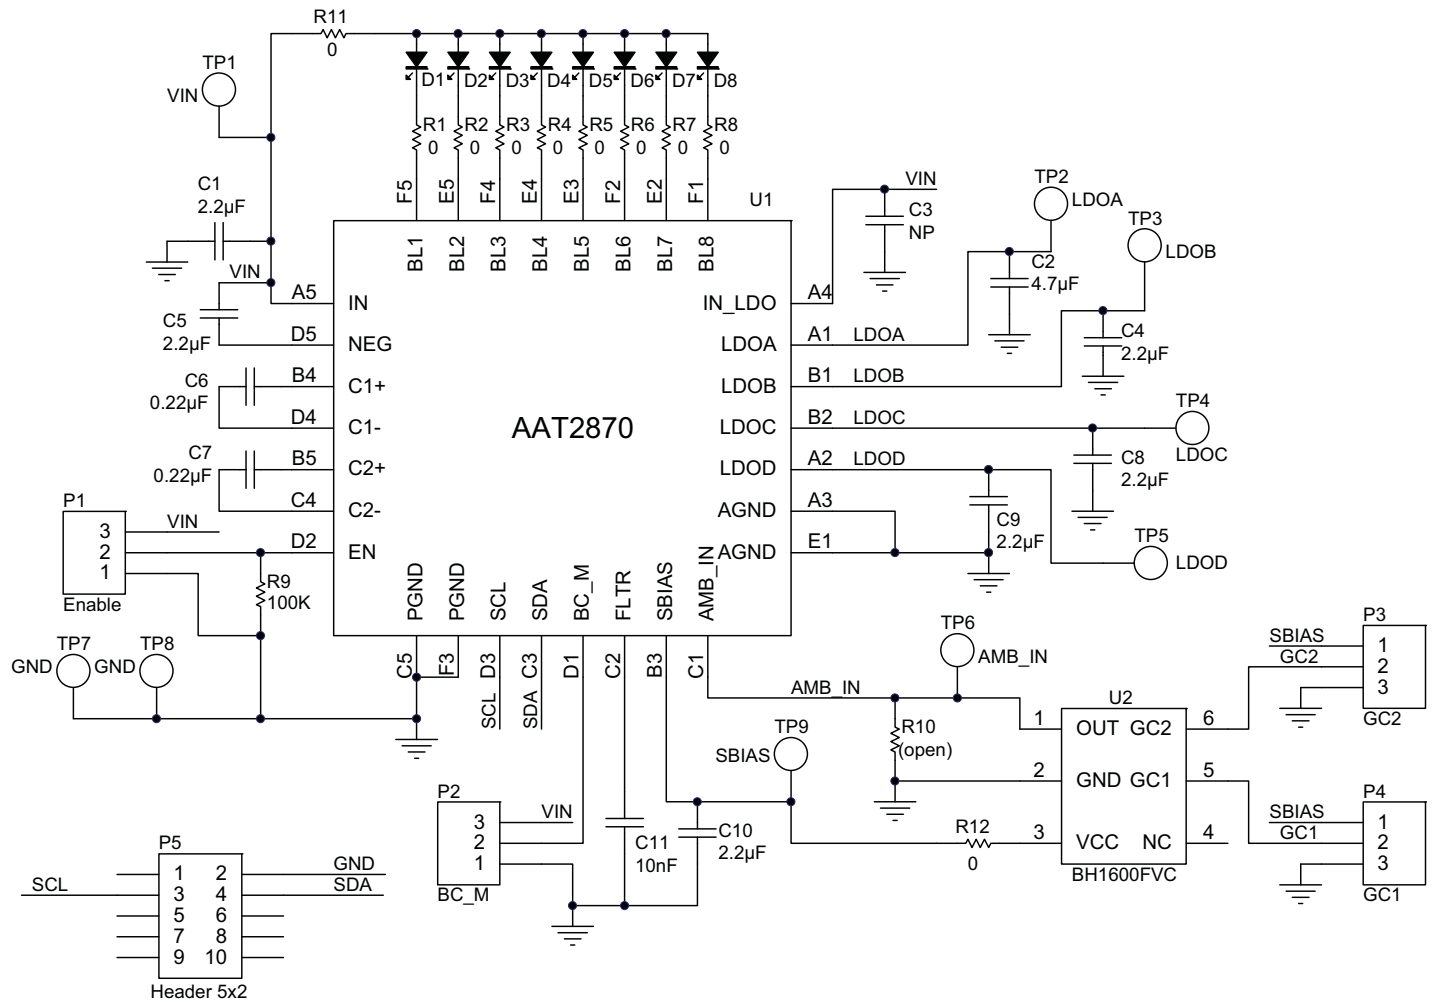 R11
0
TP1
VIN
D1 D2 D3 D4 D5 D6 D7 D8
R1 R2 R3 R4 R5 R6 R7 R8
0 0 0 0 0 0 0 0
F5 E5 F4 E4 E3 F2 E2 F1
U1
BL1 BL2 BL3 BL4 BL5 BL6 BL7 BL8
C1
2.2µF
VIN
C5
2.2µF
C6
0.22µF
C7
0.22µF
A5 IN
D5 NEG
B4 C1+
D4 C1-
B5 C2+
C4 C2-
D2 EN
AAT2870
IN_LDO A4
LDOA A1 LDOA
LDOB B1 LDOB
LDOC B2 LDOC
LDOD A2 LDOD
AGND A3
AGND E1
VIN
C3
NP
TP2
LDOA
C2
4.7µF
TP3
LDOB
C4
2.2µF
TP4
LDOC
C8
2.2µF
C9
2.2µF
TP5
LDOD
P1
3 VIN
2
1
Enable
R9
100K
TP7
GND
TP8
GND
PGND PGND SCL SDA BC_M FLTR SBIAS AMB_IN
C5 F3 D3 C3 D1 C2 B3 C1
SCL SDA
AMB_IN
TP6
AMB_IN
R10
(open)
TP9
SBIAS
U2
1 OUT GC2 6
2 GND GC1 5
3 VCC NC 4
BH1600FVC
R12
0
P3
SBIAS 1
GC2 2
3
GC2
P4
SBIAS 1
GC1 2
3
GC1
P2
3 VIN
2
1
BC_M
C11
10nF
C10
2.2µF
P5
1 2 GND
SCL 3 4 SDA
5 6
7 8
9 10
Header 5x2